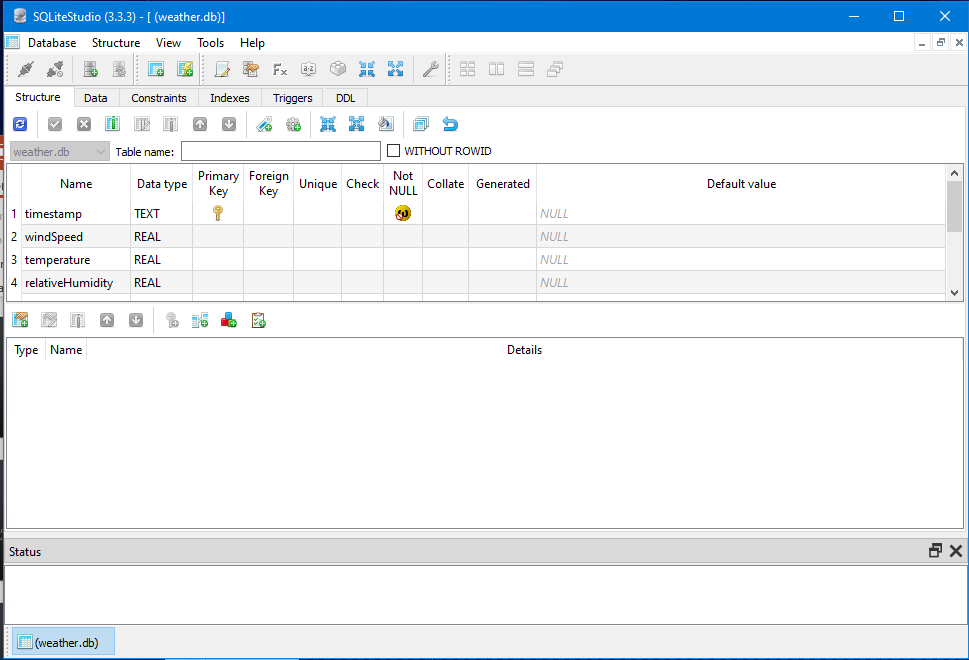 SQLiteStudio (3.3.3) - [ (weather.db)]
Database Structure View Tools Help
Structure Data Constraints Indexes Triggers DDL
weather.db Table name: WITHOUT ROWID
Name Data type Primary Key Foreign Key Unique Check Not NULL Collate Generated Default value
1 timestamp TEXT NULL
2 windSpeed REAL NULL
3 temperature REAL NULL
4 relativeHumidity REAL NULL
Type Name Details
Status
(weather.db)